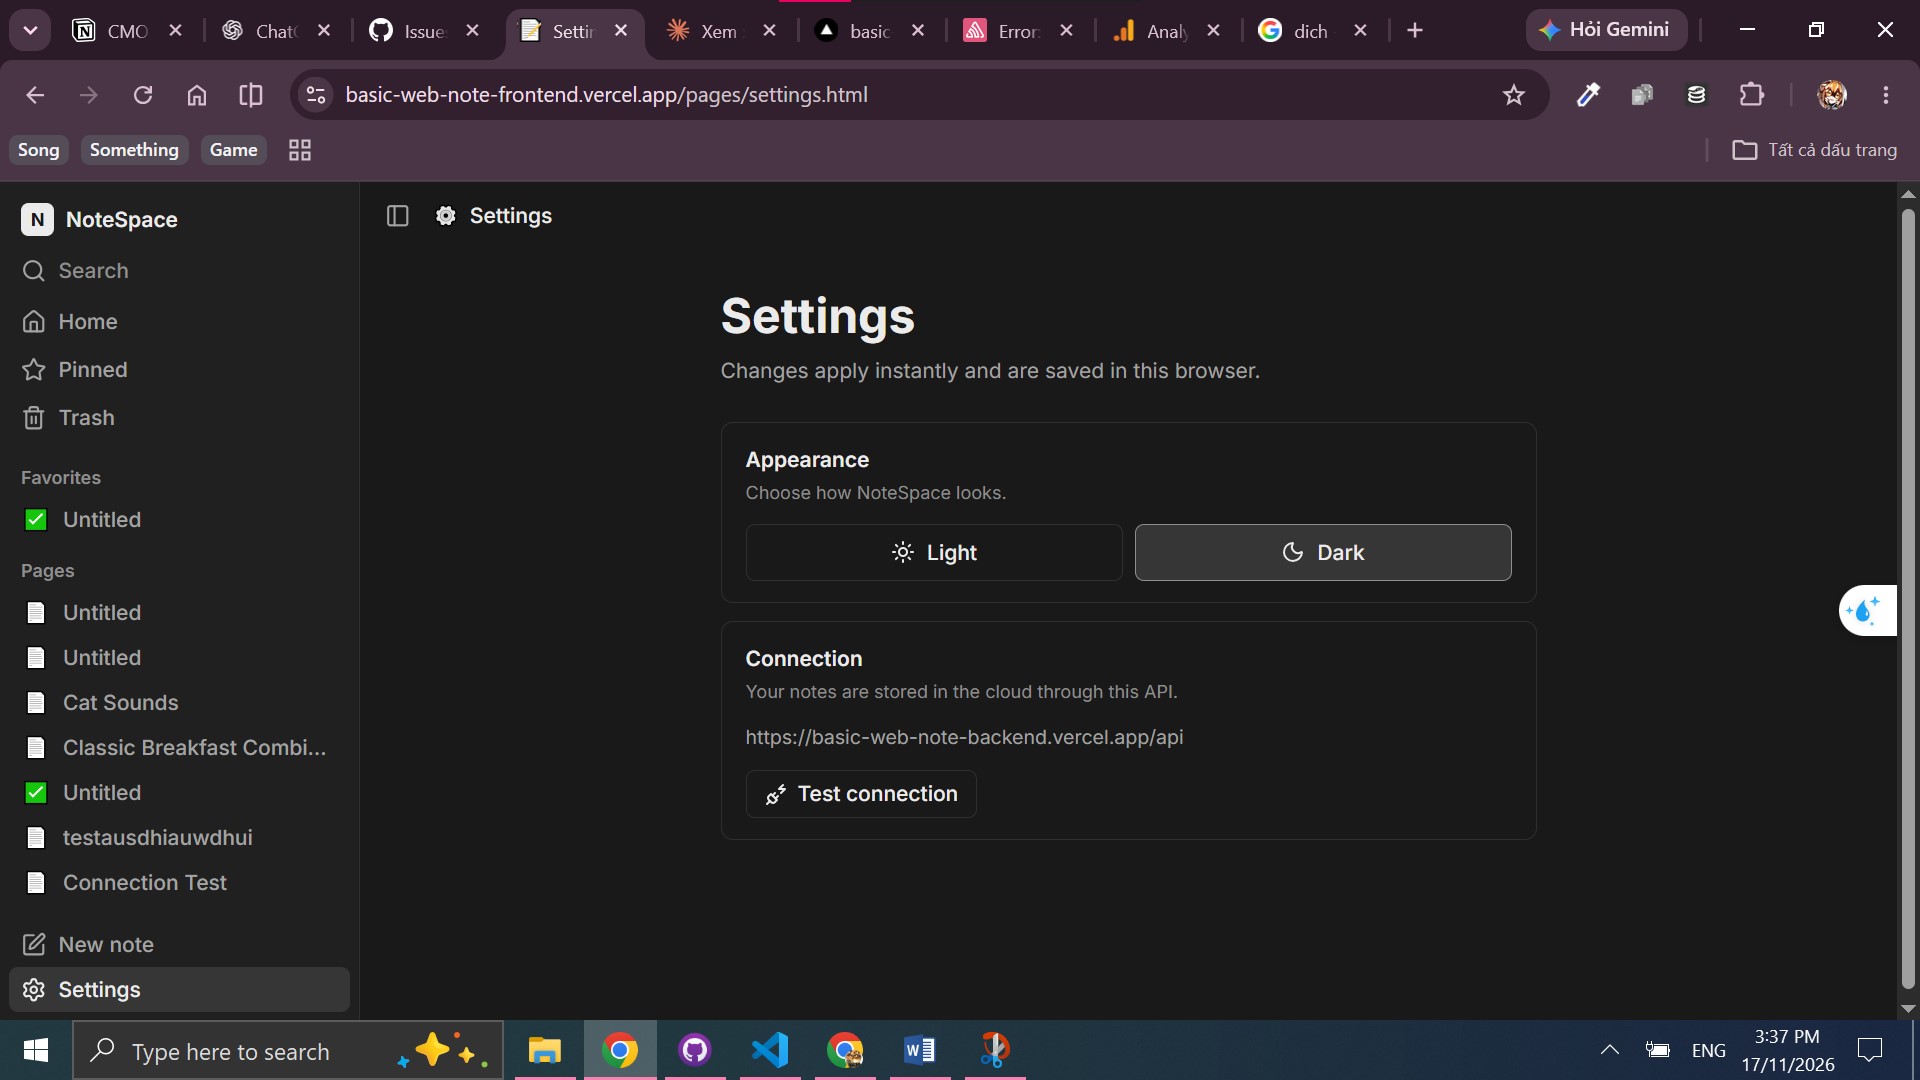 CMO
Chat
Issue
Settin
Xem
basic
Error:
Analy
dich
Hỏi Gemini
basic-web-note-frontend.vercel.app/pages/settings.html
Song
Something
Game
Tất cả dấu trang
N
NoteSpace
Search
Home
Pinned
Trash
Favorites
Untitled
Pages
Untitled
Untitled
Cat Sounds
Classic Breakfast Combi...
Untitled
testausdhiauwdhui
Connection Test
New note
Settings
Settings
Settings
Changes apply instantly and are saved in this browser.
Appearance
Choose how NoteSpace looks.
Light
Dark
Connection
Your notes are stored in the cloud through this API.
https://basic-web-note-backend.vercel.app/api
Test connection
Type here to search
ENG
3:37 PM
17/11/2026